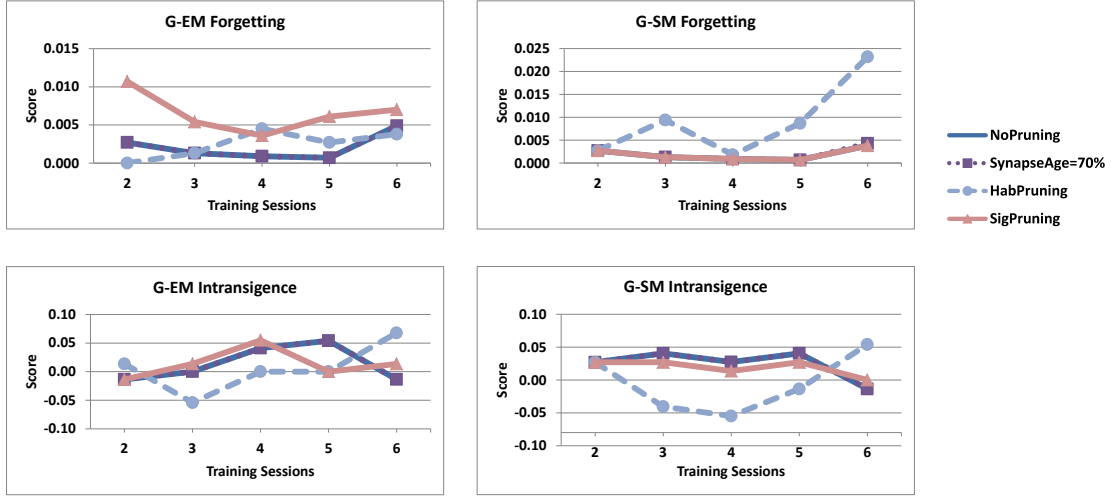 G-EM Forgetting
0.015
0.010
0.005
0.000
Score
2 3 4 5 6
Training Sessions
G-SM Forgetting
0.025
0.020
0.015
0.010
0.005
0.000
Score
2 3 4 5 6
Training Sessions
NoPruning
SynapseAge=70%
HabPruning
SigPruning
G-EM Intransigence
0.10
0.05
0.00
-0.05
-0.10
Score
2 3 4 5 6
Training Sessions
G-SM Intransigence
0.10
0.05
0.00
-0.05
-0.10
Score
2 3 4 5 6
Training Sessions